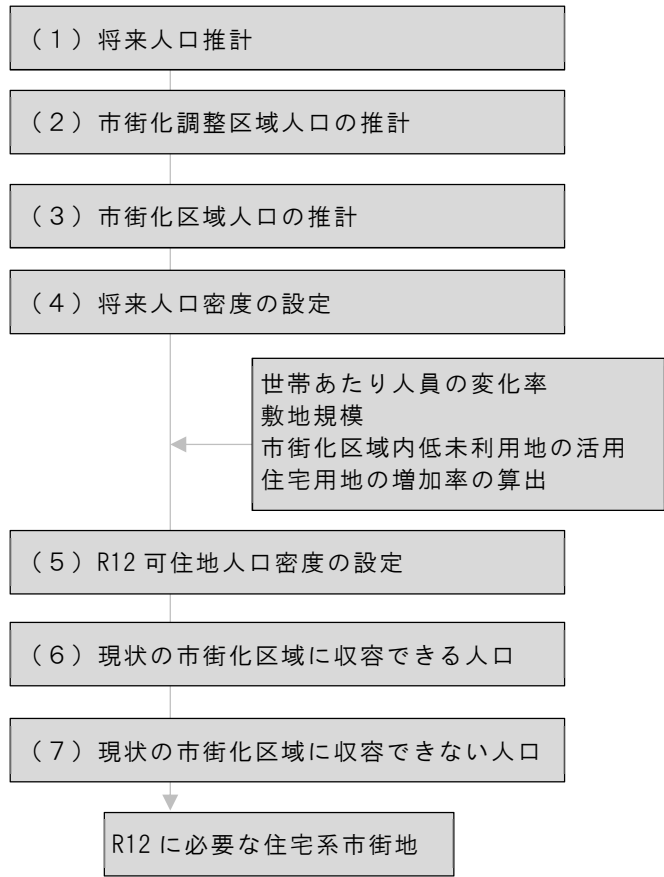 （１）将来人口推計
（２）市街化調整区域人口の推計
（３）市街化区域人口の推計
（４）将来人口密度の設定
世帯あたり人員の変化率
敷地規模
市街化区域内低未利用地の活用
住宅用地の増加率の算出
（５）R12 可住地人口密度の設定
（６）現状の市街化区域に収容できる人口
（７）現状の市街化区域に収容できない人口
R12 に必要な住宅系市街地